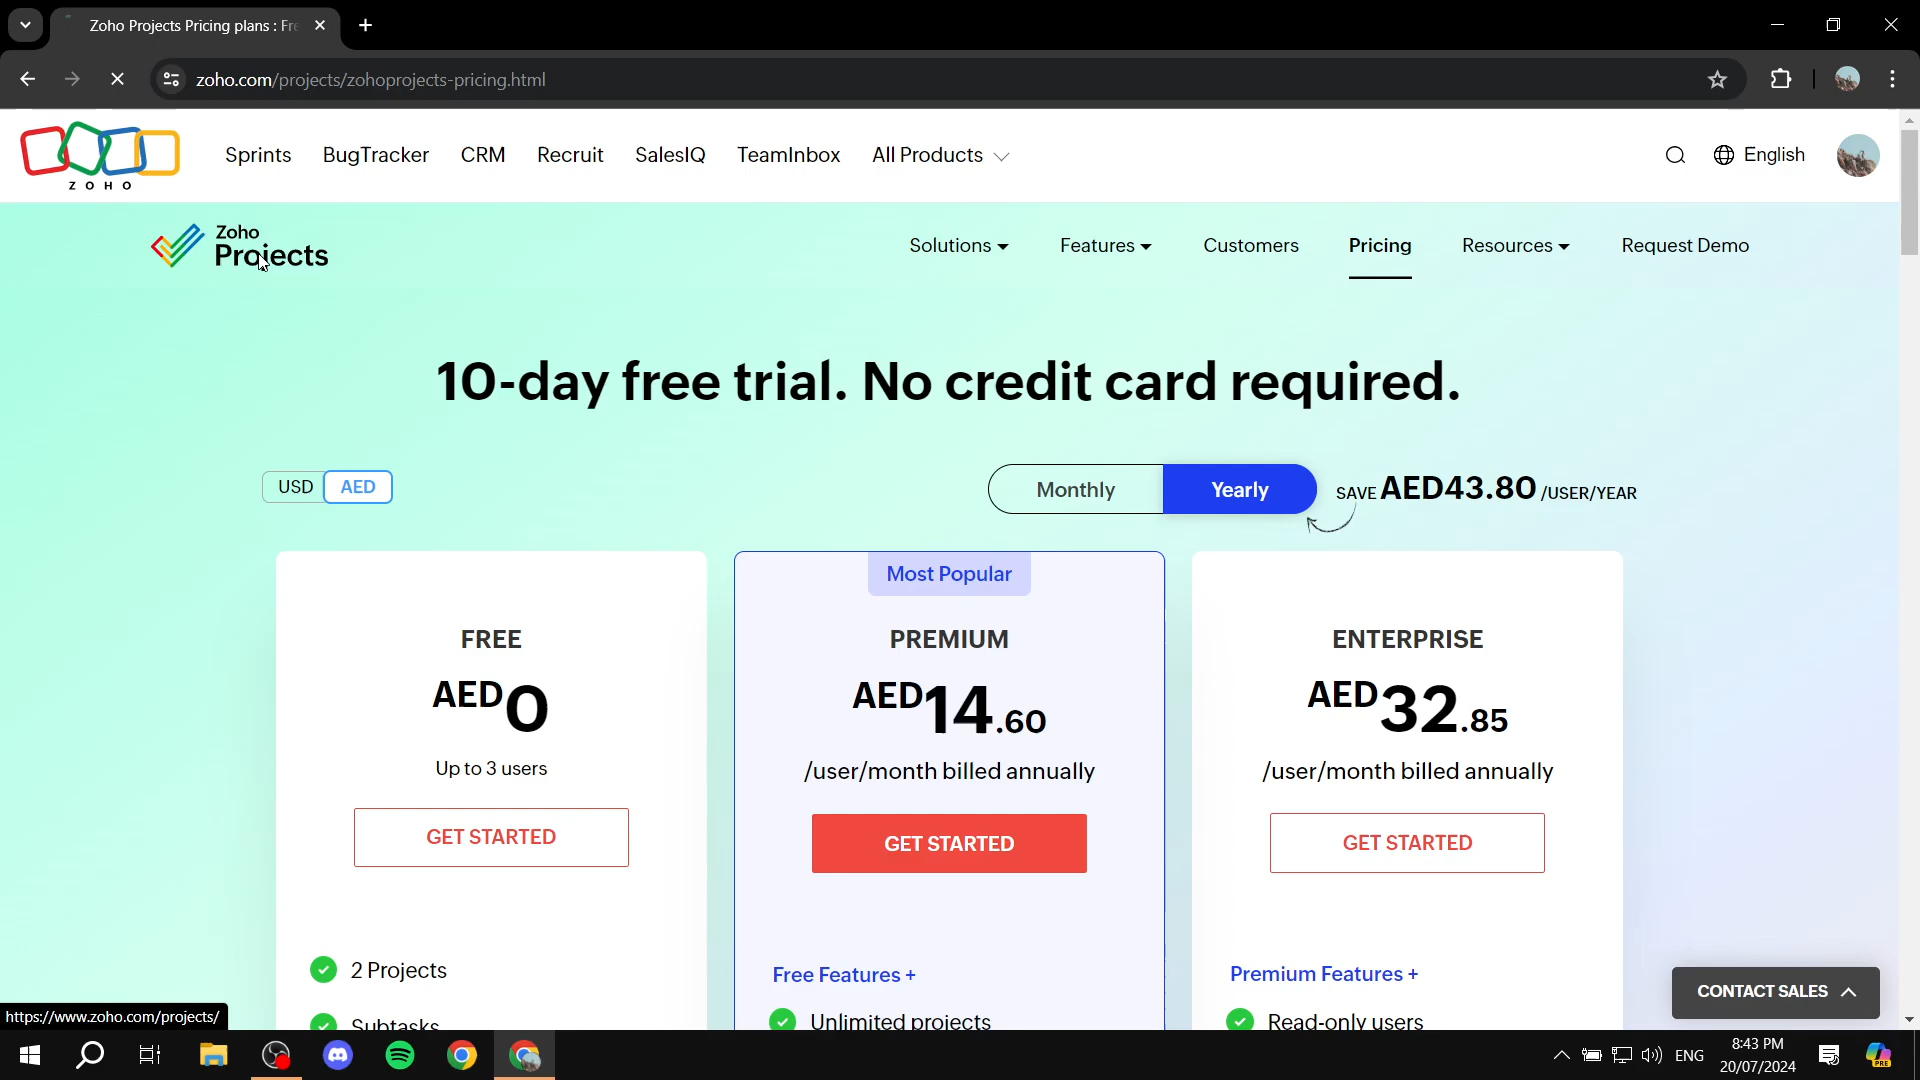 Zoho Projects Pricing plans : Fre
zoho.com/projects/zohoprojects-pricing.html
ZOHO
Sprints BugTracker CRM Recruit SalesIQ TeamInbox All Products
English
Zoho
Projects
Solutions Features Customers Pricing Resources Request Demo
10-day free trial. No credit card required.
USD AED
Monthly Yearly SAVE AED43.80 /USER/YEAR
Most Popular
FREE
AED0
Up to 3 users
GET STARTED
2 Projects
Subtasks
PREMIUM
AED14.60
/user/month billed annually
GET STARTED
Free Features +
Unlimited projects
ENTERPRISE
AED32.85
/user/month billed annually
GET STARTED
Premium Features +
Read-only users
CONTACT SALES
https://www.zoho.com/projects/
ENG
8:43 PM
20/07/2024
PRE